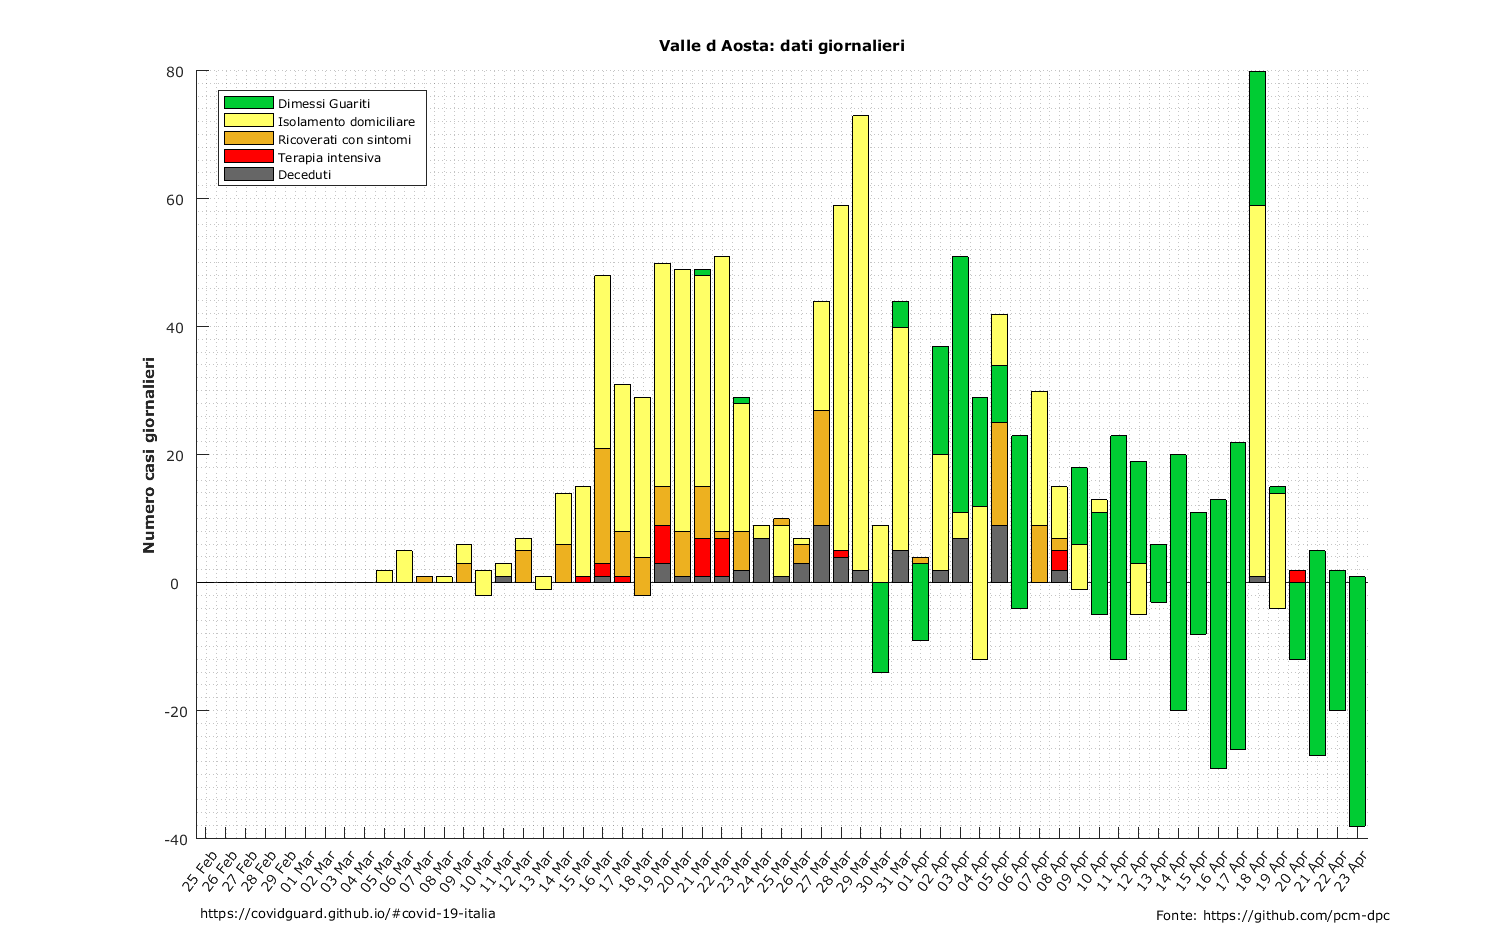 Valle d Aosta: dati giornalieri
80
60
40
20
0
-20
-40
Numero casi giornalieri
Dimessi Guariti
Isolamento domiciliare
Ricoverati con sintomi
Terapia intensiva
Deceduti
25 Feb
26 Feb
27 Feb
28 Feb
29 Feb
01 Mar
02 Mar
03 Mar
04 Mar
05 Mar
06 Mar
07 Mar
08 Mar
09 Mar
10 Mar
11 Mar
12 Mar
13 Mar
14 Mar
15 Mar
16 Mar
17 Mar
18 Mar
19 Mar
20 Mar
21 Mar
22 Mar
23 Mar
24 Mar
25 Mar
26 Mar
27 Mar
28 Mar
29 Mar
30 Mar
31 Mar
01 Apr
02 Apr
03 Apr
04 Apr
05 Apr
06 Apr
07 Apr
08 Apr
09 Apr
10 Apr
11 Apr
12 Apr
13 Apr
14 Apr
15 Apr
16 Apr
17 Apr
18 Apr
19 Apr
20 Apr
21 Apr
22 Apr
23 Apr
https://covidguard.github.io/#covid-19-italia
Fonte: https://github.com/pcm-dpc